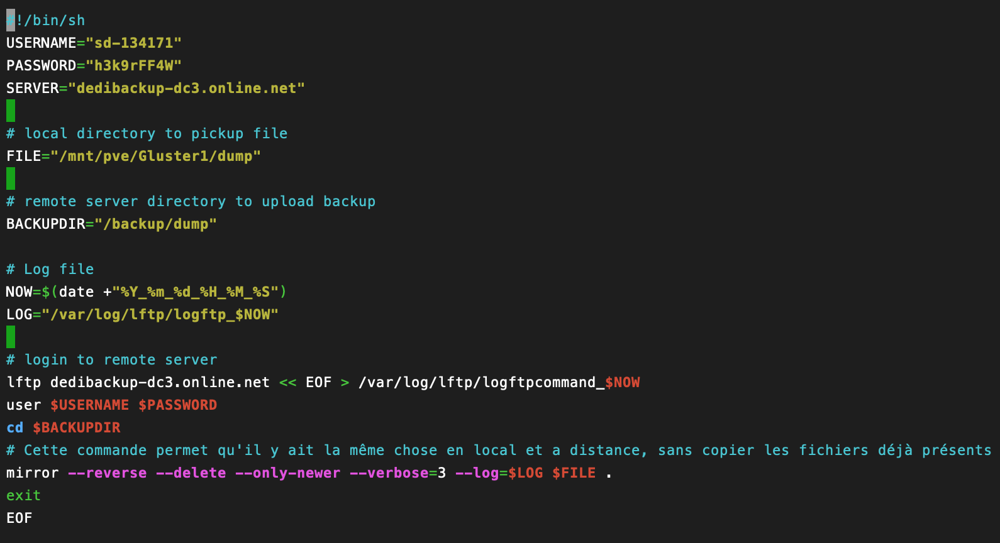 #!/bin/sh
USERNAME="sd-134171"
PASSWORD="h3k9rFF4W"
SERVER="dedibackup-dc3.online.net"
# local directory to pickup file
FILE="/mnt/pve/Gluster1/dump"
# remote server directory to upload backup
BACKUPDIR="/backup/dump"
# Log file
NOW=$(date +"%Y_%m_%d_%H_%M_%S")
LOG="/var/log/lftp/logftp_$NOW"
# login to remote server
lftp dedibackup-dc3.online.net << EOF > /var/log/lftp/logftpcommand_$NOW
user $USERNAME $PASSWORD
cd $BACKUPDIR
# Cette commande permet qu'il y ait la même chose en local et a distance, sans copier les fichiers déjà présents
mirror --reverse --delete --only-newer --verbose=3 --log=$LOG $FILE .
exit
EOF